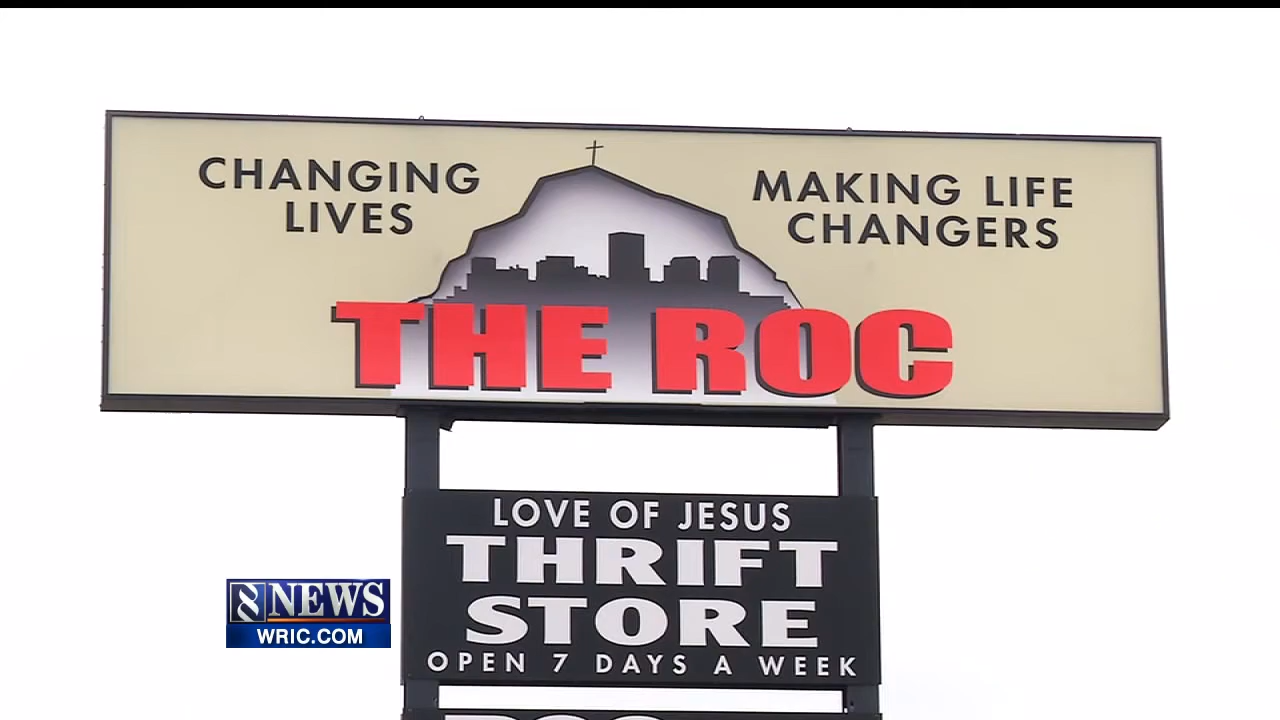 CHANGING
LIVES
MAKING LIFE
CHANGERS
THE ROC
LOVE OF JESUS
THRIFT
STORE
OPEN 7 DAYS A WEEK
8NEWS
WRIC.COM